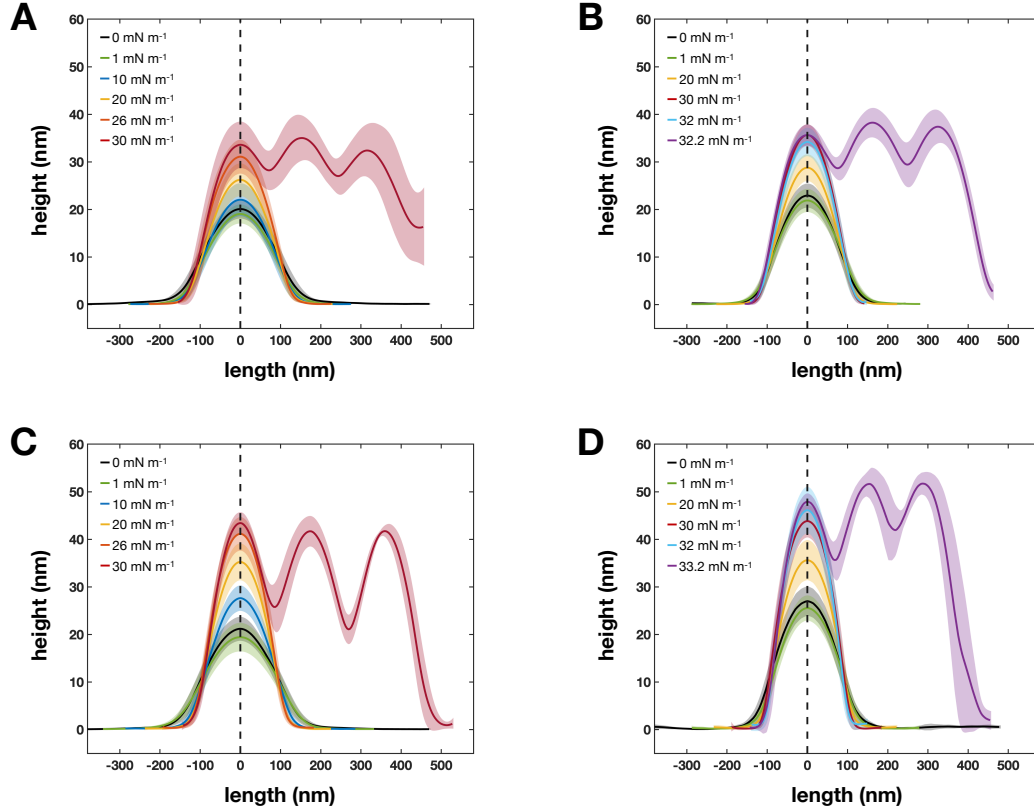 A
60
50
40
30
20
10
0
height (nm)
0 mN m⁻¹
1 mN m⁻¹
10 mN m⁻¹
20 mN m⁻¹
26 mN m⁻¹
30 mN m⁻¹
-300 -200 -100 0 100 200 300 400 500
length (nm)
B
60
50
40
30
20
10
0
height (nm)
0 mN m⁻¹
1 mN m⁻¹
20 mN m⁻¹
30 mN m⁻¹
32 mN m⁻¹
32.2 mN m⁻¹
-300 -200 -100 0 100 200 300 400 500
length (nm)
C
60
50
40
30
20
10
0
height (nm)
0 mN m⁻¹
1 mN m⁻¹
10 mN m⁻¹
20 mN m⁻¹
26 mN m⁻¹
30 mN m⁻¹
-300 -200 -100 0 100 200 300 400 500
length (nm)
D
60
50
40
30
20
10
0
height (nm)
0 mN m⁻¹
1 mN m⁻¹
20 mN m⁻¹
30 mN m⁻¹
32 mN m⁻¹
33.2 mN m⁻¹
-300 -200 -100 0 100 200 300 400 500
length (nm)